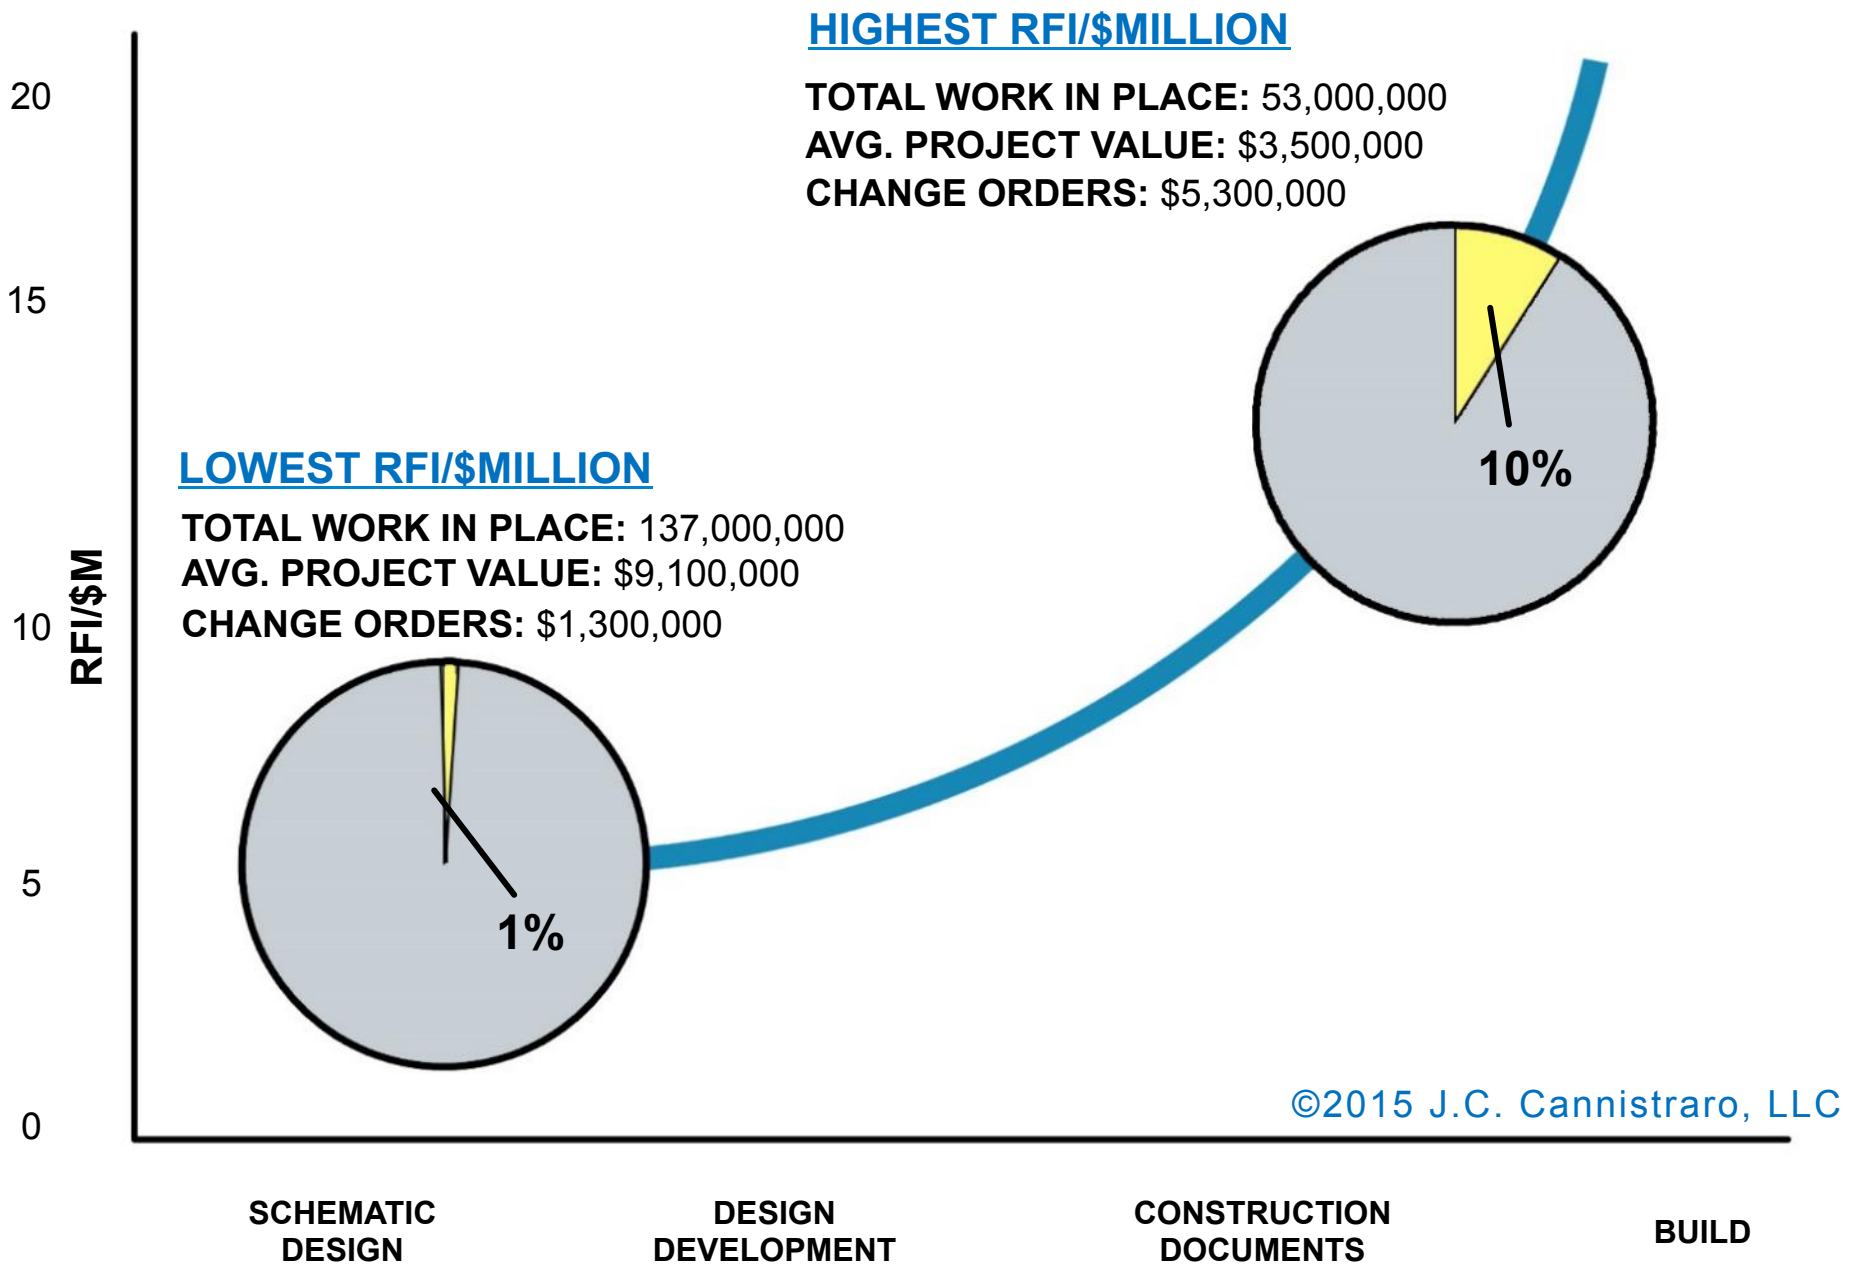 HIGHEST RFI/$MILLION
TOTAL WORK IN PLACE: 53,000,000
AVG. PROJECT VALUE: $3,500,000
CHANGE ORDERS: $5,300,000
10%
LOWEST RFI/$MILLION
TOTAL WORK IN PLACE: 137,000,000
AVG. PROJECT VALUE: $9,100,000
CHANGE ORDERS: $1,300,000
1%
RFI/$M
20
15
10
5
0
©2015 J.C. Cannistraro, LLC
SCHEMATIC
DESIGN
DESIGN
DEVELOPMENT
CONSTRUCTION
DOCUMENTS
BUILD